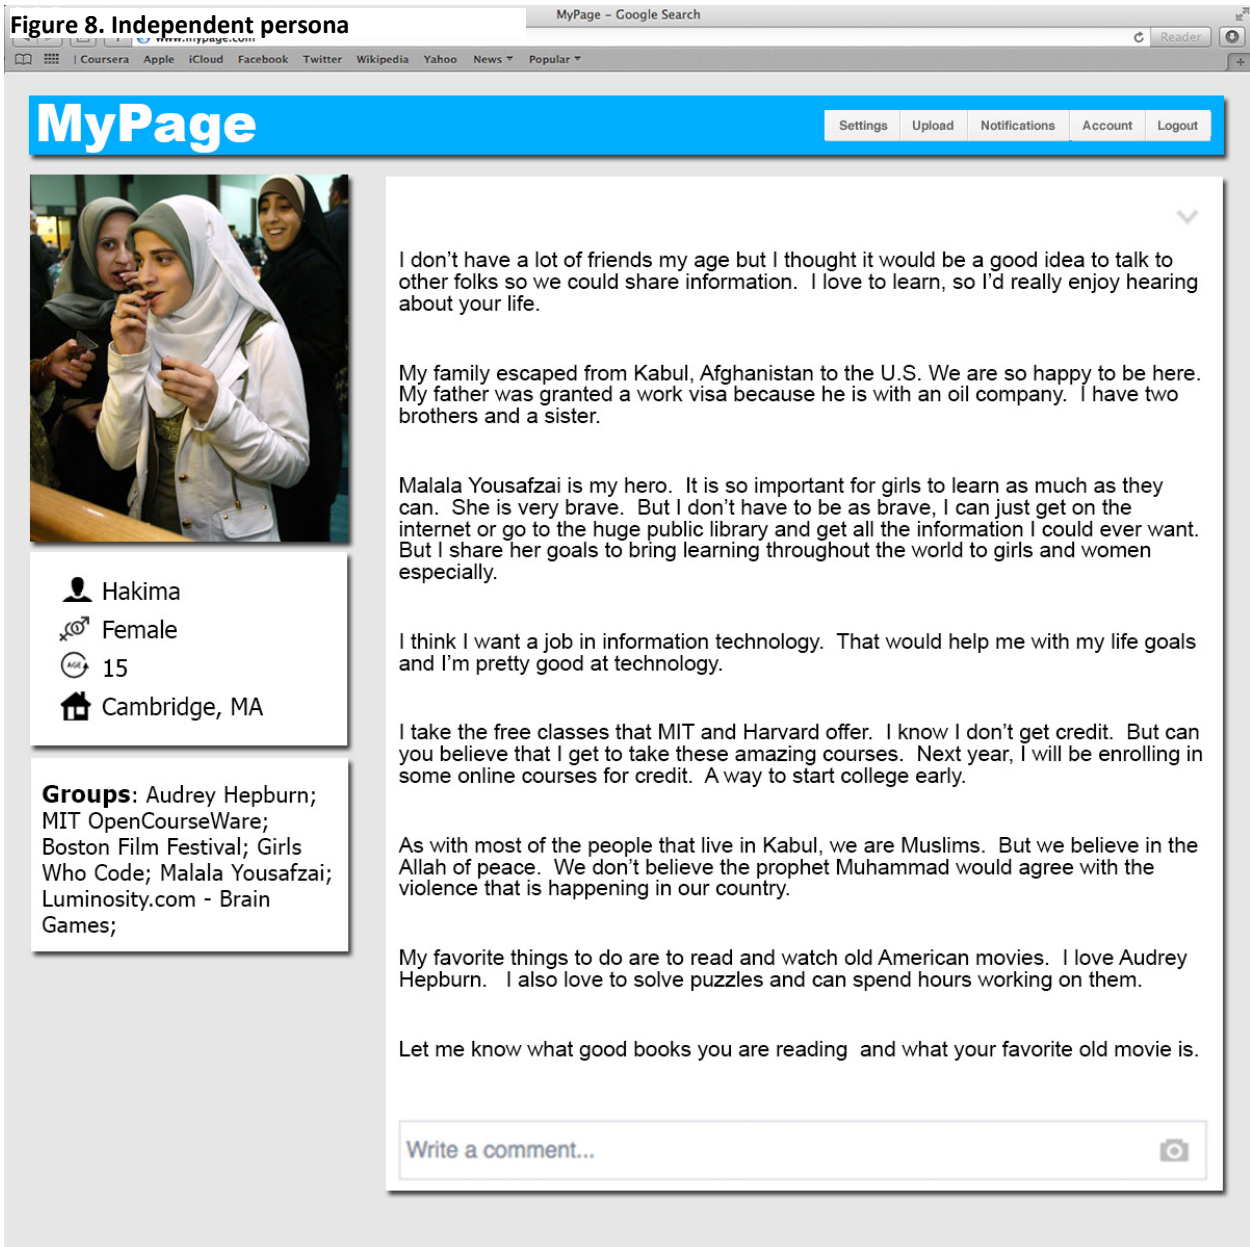 Figure 8. Independent persona
MyPage – Google Search
www.mypage.com
Reader
Coursera Apple iCloud Facebook Twitter Wikipedia Yahoo News Popular
MyPage
Settings Upload Notifications Account Logout
I don't have a lot of friends my age but I thought it would be a good idea to talk to
other folks so we could share information. I love to learn, so I'd really enjoy hearing
about your life.
My family escaped from Kabul, Afghanistan to the U.S. We are so happy to be here.
My father was granted a work visa because he is with an oil company. I have two
brothers and a sister.
Malala Yousafzai is my hero. It is so important for girls to learn as much as they
can. She is very brave. But I don't have to be as brave, I can just get on the
internet or go to the huge public library and get all the information I could ever want.
But I share her goals to bring learning throughout the world to girls and women
especially.
I think I want a job in information technology. That would help me with my life goals
and I'm pretty good at technology.
I take the free classes that MIT and Harvard offer. I know I don't get credit. But can
you believe that I get to take these amazing courses. Next year, I will be enrolling in
some online courses for credit. A way to start college early.
As with most of the people that live in Kabul, we are Muslims. But we believe in the
Allah of peace. We don't believe the prophet Muhammad would agree with the
violence that is happening in our country.
My favorite things to do are to read and watch old American movies. I love Audrey
Hepburn. I also love to solve puzzles and can spend hours working on them.
Let me know what good books you are reading and what your favorite old movie is.
Write a comment...
Hakima
Female
AGE 15
Cambridge, MA
Groups: Audrey Hepburn;
MIT OpenCourseWare;
Boston Film Festival; Girls
Who Code; Malala Yousafzai;
Luminosity.com - Brain
Games;